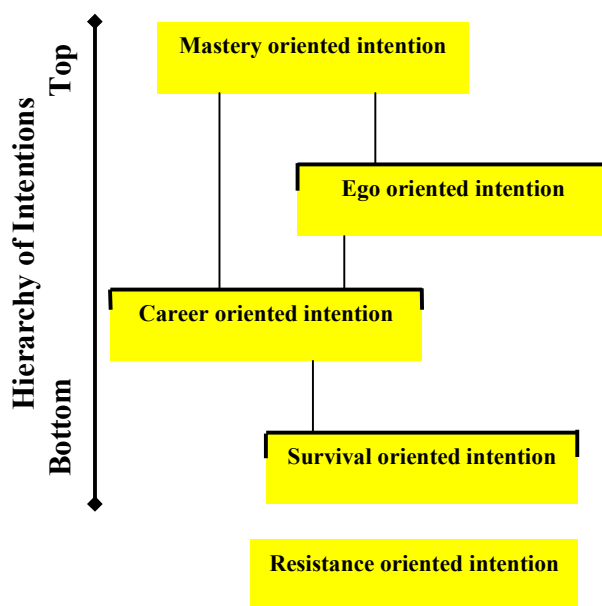 Hierarchy of Intentions
Top
Bottom
Mastery oriented intention
Ego oriented intention
Career oriented intention
Survival oriented intention
Resistance oriented intention